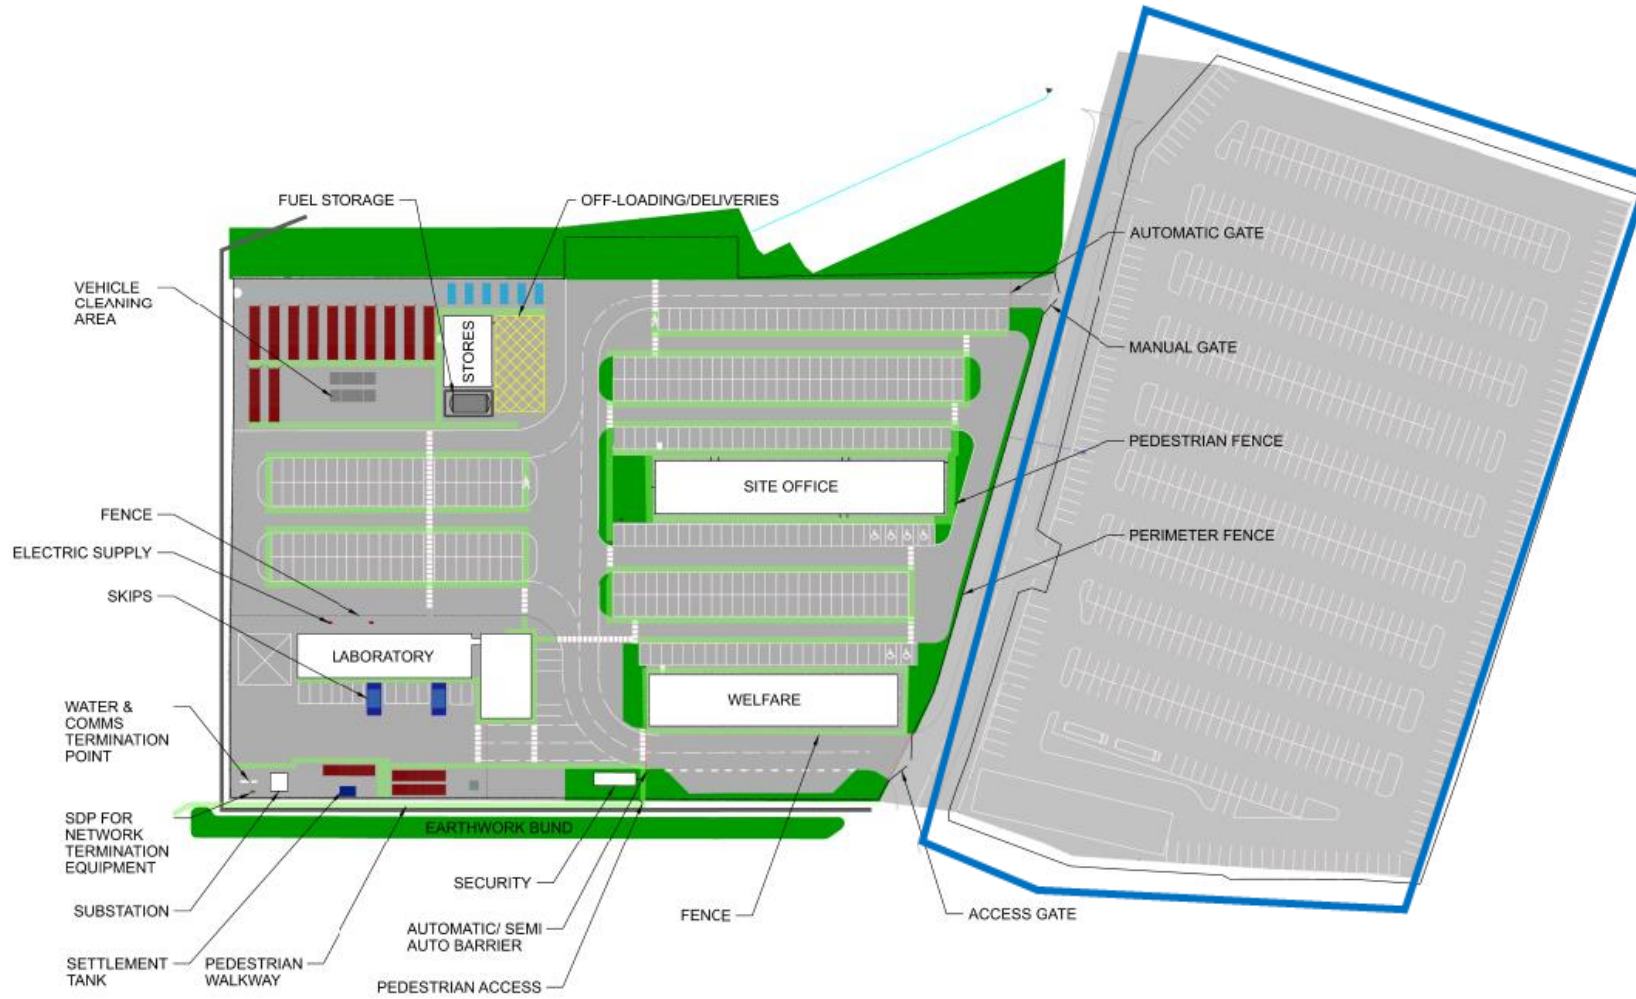 FUEL STORAGE
OFF-LOADING/DELIVERIES
AUTOMATIC GATE
VEHICLE
CLEANING
AREA
STORES
MANUAL GATE
PEDESTRIAN FENCE
SITE OFFICE
FENCE
ELECTRIC SUPPLY
PERIMETER FENCE
SKIPS
LABORATORY
WELFARE
WATER &
COMMS
TERMINATION
POINT
SDP FOR
NETWORK
TERMINATION
EQUIPMENT
EARTHWORK BUND
SECURITY
SUBSTATION
FENCE
ACCESS GATE
AUTOMATIC/ SEMI
AUTO BARRIER
SETTLEMENT
TANK
PEDESTRIAN
WALKWAY
PEDESTRIAN ACCESS